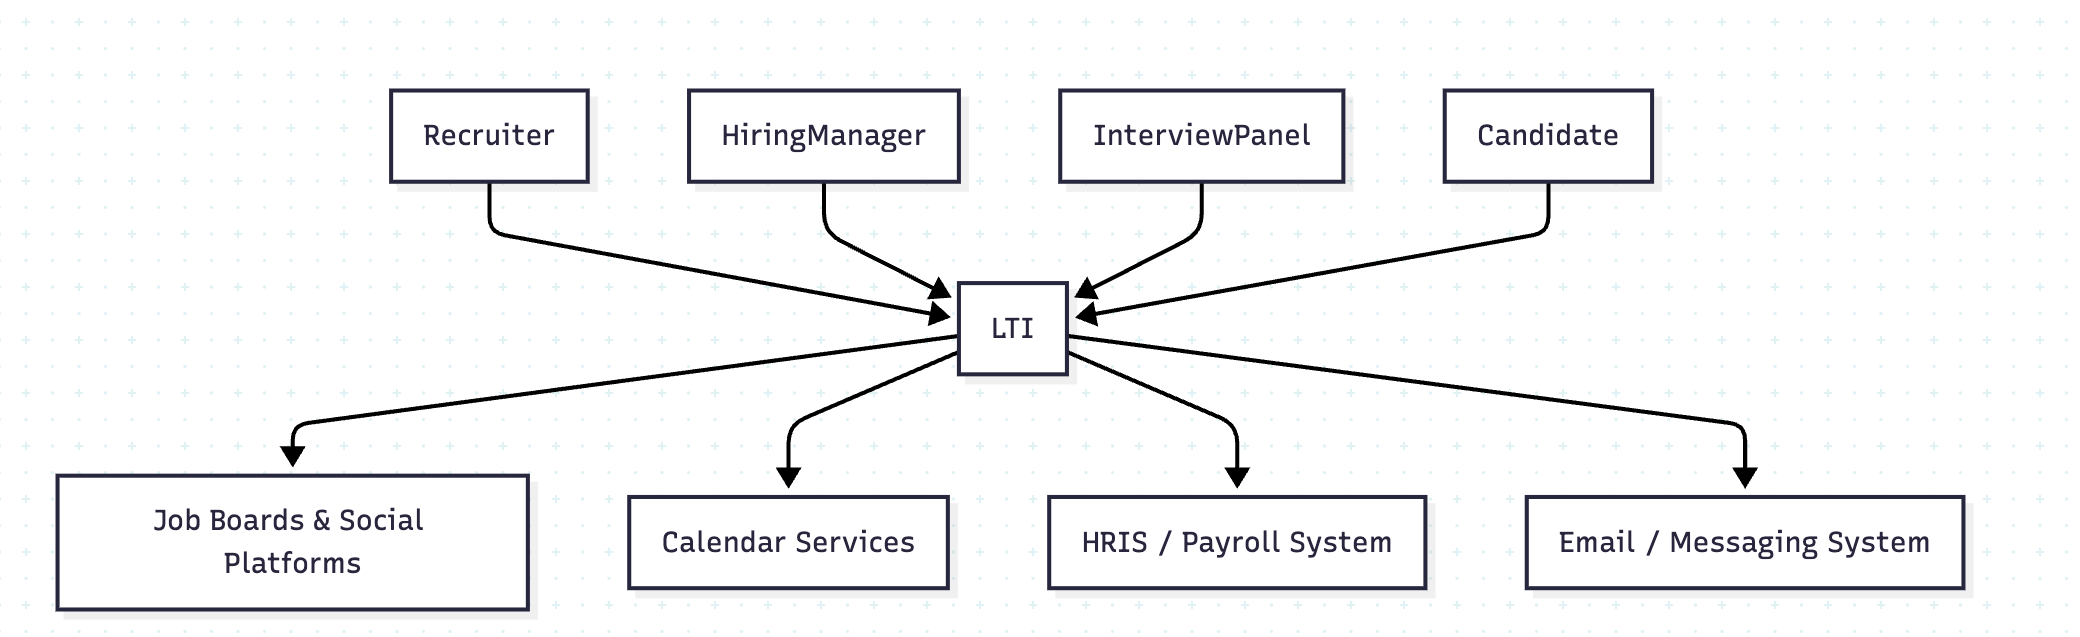 Recruiter
HiringManager
InterviewPanel
Candidate
LTI
Job Boards & Social
Platforms
Calendar Services
HRIS / Payroll System
Email / Messaging System